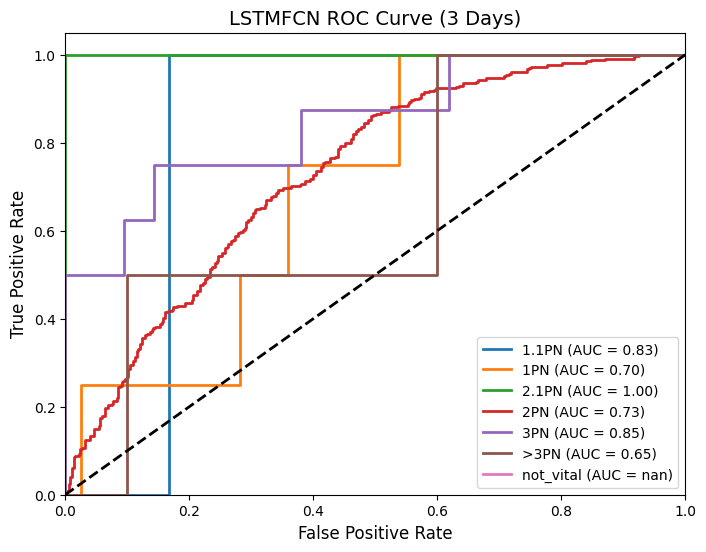 LSTMFCN ROC Curve (3 Days)
True Positive Rate
1.0
0.8
0.6
0.4
0.2
0.0
1.1PN (AUC = 0.83)
1PN (AUC = 0.70)
2.1PN (AUC = 1.00)
2PN (AUC = 0.73)
3PN (AUC = 0.85)
>3PN (AUC = 0.65)
not_vital (AUC = nan)
0.0 0.2 0.4 0.6 0.8 1.0
False Positive Rate